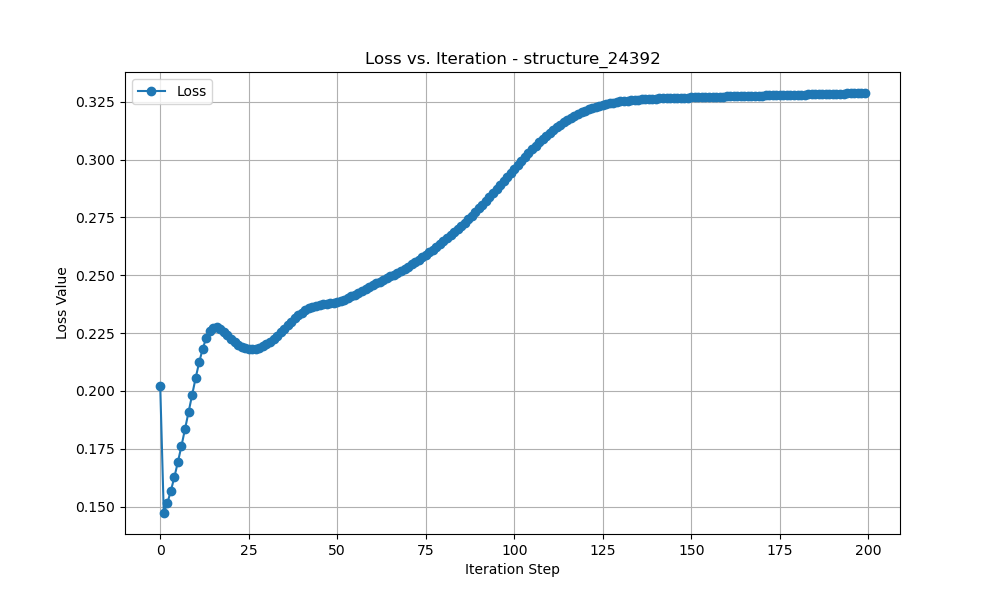 Loss vs. Iteration - structure_24392
Loss
0.325
0.300
0.275
0.250
0.225
0.200
0.175
0.150
Loss Value
0 25 50 75 100 125 150 175 200
Iteration Step